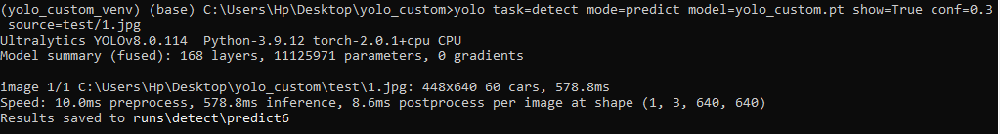 (yolo_custom_venv) (base) C:\Users\Hp\Desktop\yolo_custom>yolo task=detect mode=predict model=yolo_custom.pt show=True conf=0.3
source=test/1.jpg
Ultralytics YOLOv8.0.114  Python-3.9.12 torch-2.0.1+cpu CPU
Model summary (fused): 168 layers, 11125971 parameters, 0 gradients
image 1/1 C:\Users\Hp\Desktop\yolo_custom\test\1.jpg: 448x640 60 cars, 578.8ms
Speed: 10.0ms preprocess, 578.8ms inference, 8.6ms postprocess per image at shape (1, 3, 640, 640)
Results saved to runs\detect\predict6